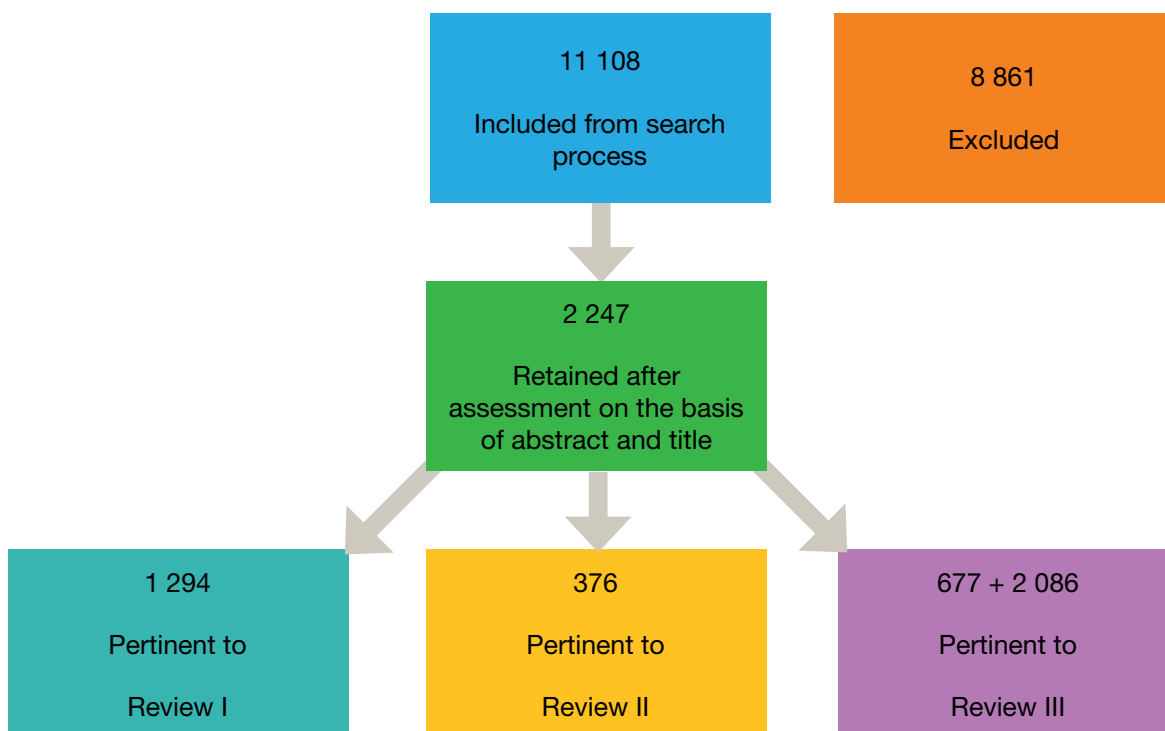 11 108
Included from search
process
8 861
Excluded
2 247
Retained after
assessment on the basis
of abstract and title
1 294
Pertinent to
Review I
376
Pertinent to
Review II
677 + 2 086
Pertinent to
Review III